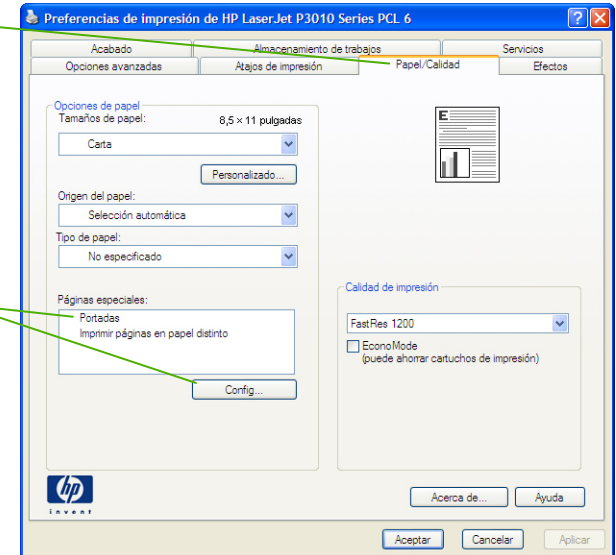 Preferencias de impresión de HP LaserJet P3010 Series PCL 6
Acabado
Almacenamiento de trabajos
Servicios
Opciones avanzadas
Atajos de impresión
Papel/Calidad
Efectos
Opciones de papel
Tamaños de papel:
8,5 × 11 pulgadas
Carta
Personalizado...
Origen del papel:
Selección automática
Tipo de papel:
No especificado
Páginas especiales:
Portadas
Imprimir páginas en papel distinto
Config...
E
Calidad de impresión
FastRes 1200
EconoMode
(puede ahorrar cartuchos de impresión)
hp
invent
Acerca de...
Ayuda
Aceptar
Cancelar
Aplicar